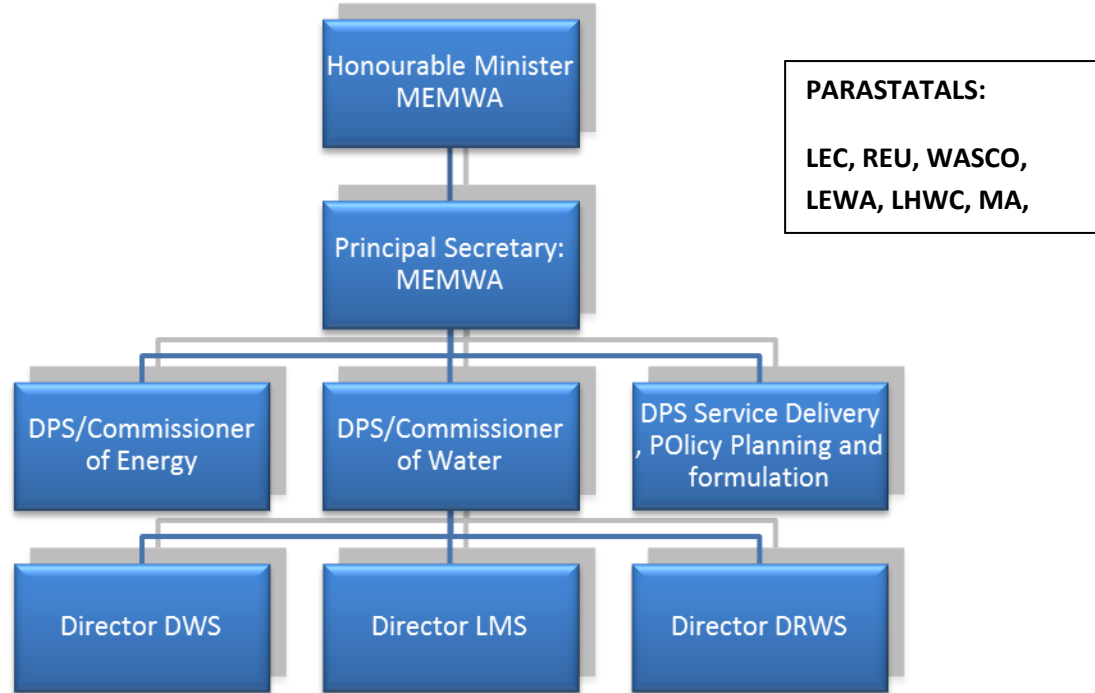 Honourable Minister
MEMWA
PARASTATALS:
LEC, REU, WASCO,
LEWA, LHWC, MA,
Principal Secretary:
MEMWA
DPS/Commissioner
of Energy
DPS/Commissioner
of Water
DPS Service Delivery
, POlicy Planning and
formulation
Director DWS
Director LMS
Director DRWS